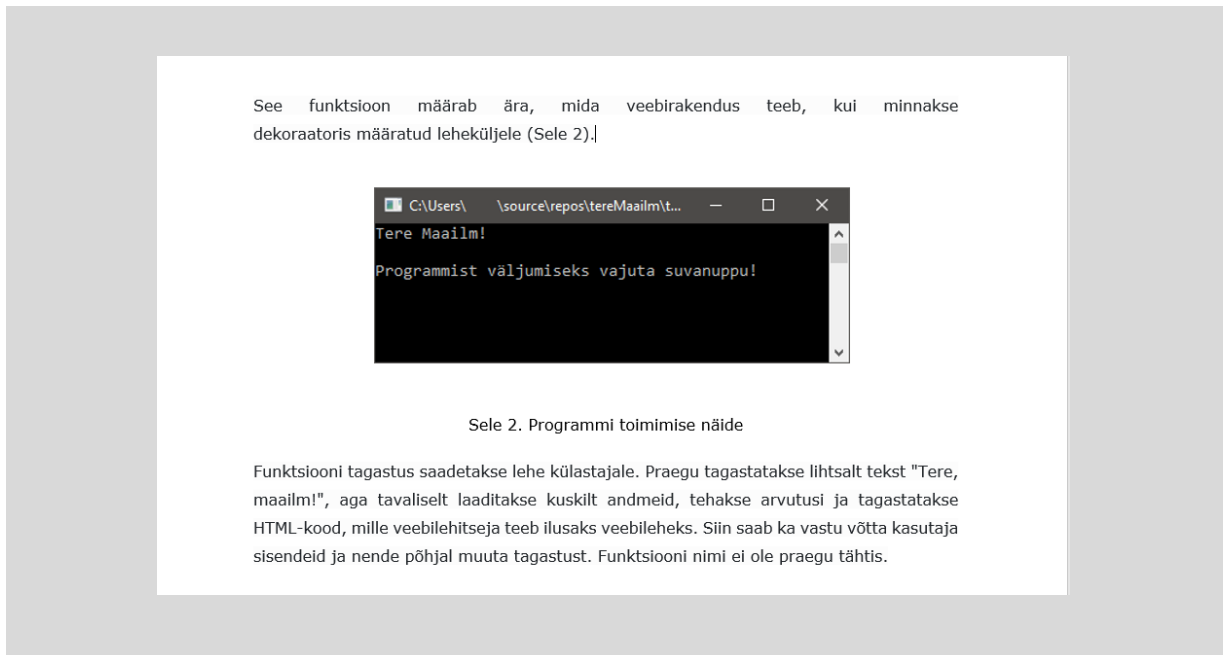 See funktsioon määrab ära, mida veebirakendus teeb, kui minnakse
dekoraatoris määratud leheküljele (Sele 2).
C:\Users\ \source\repos\tereMaailm\t...
Tere Maailm!
Programmist väljumiseks vajuta suvanuppu!
Sele 2. Programmi toimimise näide
Funktsiooni tagastus saadetakse lehe külastajale. Praegu tagastatakse lihtsalt tekst "Tere,
maailm!", aga tavaliselt laaditakse kuskilt andmeid, tehakse arvutusi ja tagastatakse
HTML-kood, mille veebilehitseja teeb ilusaks veebileheks. Siin saab ka vastu võtta kasutaja
sisendeid ja nende põhjal muuta tagastust. Funktsiooni nimi ei ole praegu tähtis.